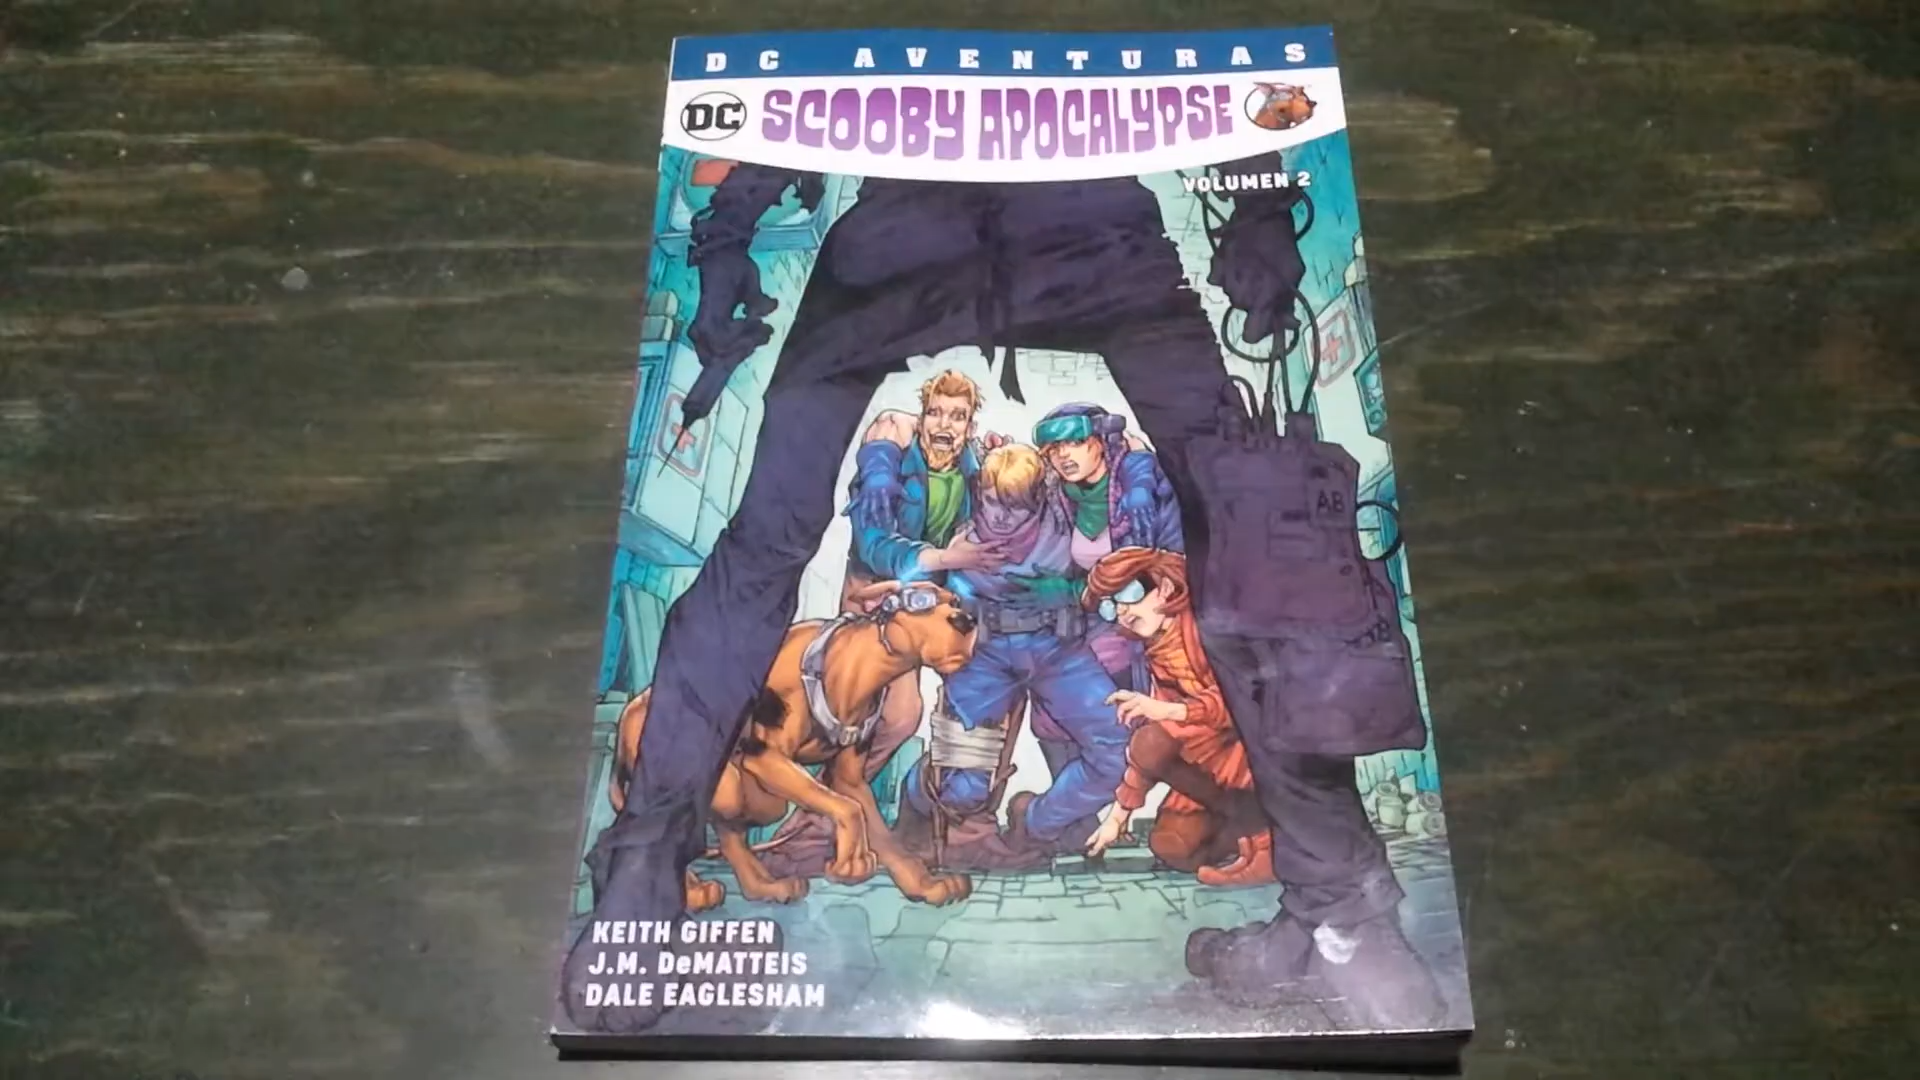 DC AVENTURAS
DC
SCOOBY APOCALYPSE
VOLUMEN 2
AB
KEITH GIFFEN
J.M. DeMATTEIS
DALE EAGLESHAM